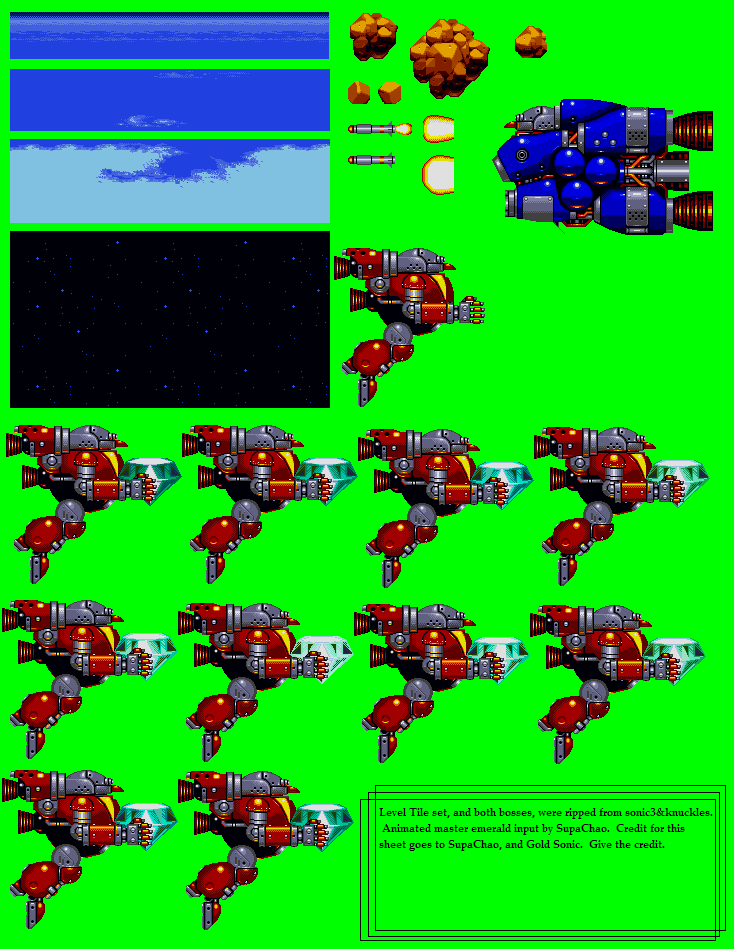 Level Tile set, and both bosses, were ripped from sonic3&knuckles.
Animated master emerald input by SupaChao. Credit for this
sheet goes to SupaChao, and Gold Sonic. Give the credit.